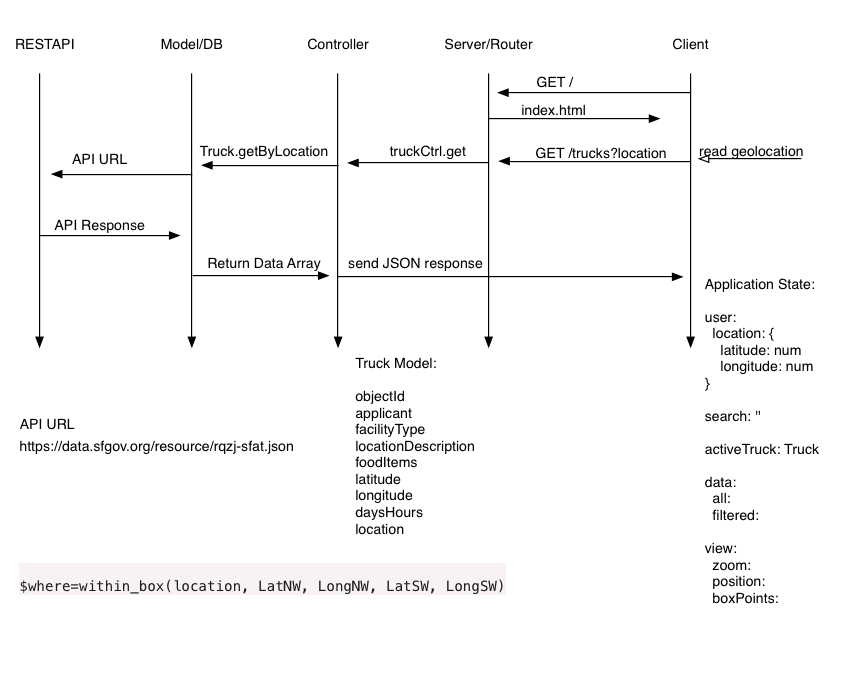 RESTAPI
Model/DB
Controller
Server/Router
Client
GET /
index.html
API URL
Truck.getByLocation
truckCtrl.get
GET /trucks?location
read geolocation
API Response
Return Data Array
send JSON response
Application State:
user:
location: {
latitude: num
longitude: num
}
search: "
activeTruck: Truck
data:
all:
filtered:
view:
zoom:
position:
boxPoints:
Truck Model:
objectId
applicant
facilityType
locationDescription
foodItems
latitude
longitude
daysHours
location
API URL
https://data.sfgov.org/resource/rqzj-sfat.json
$where=within_box(location, LatNW, LongNW, LatSW, LongSW)